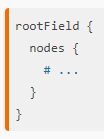 rootField {
  nodes {
    # ...
  }
}